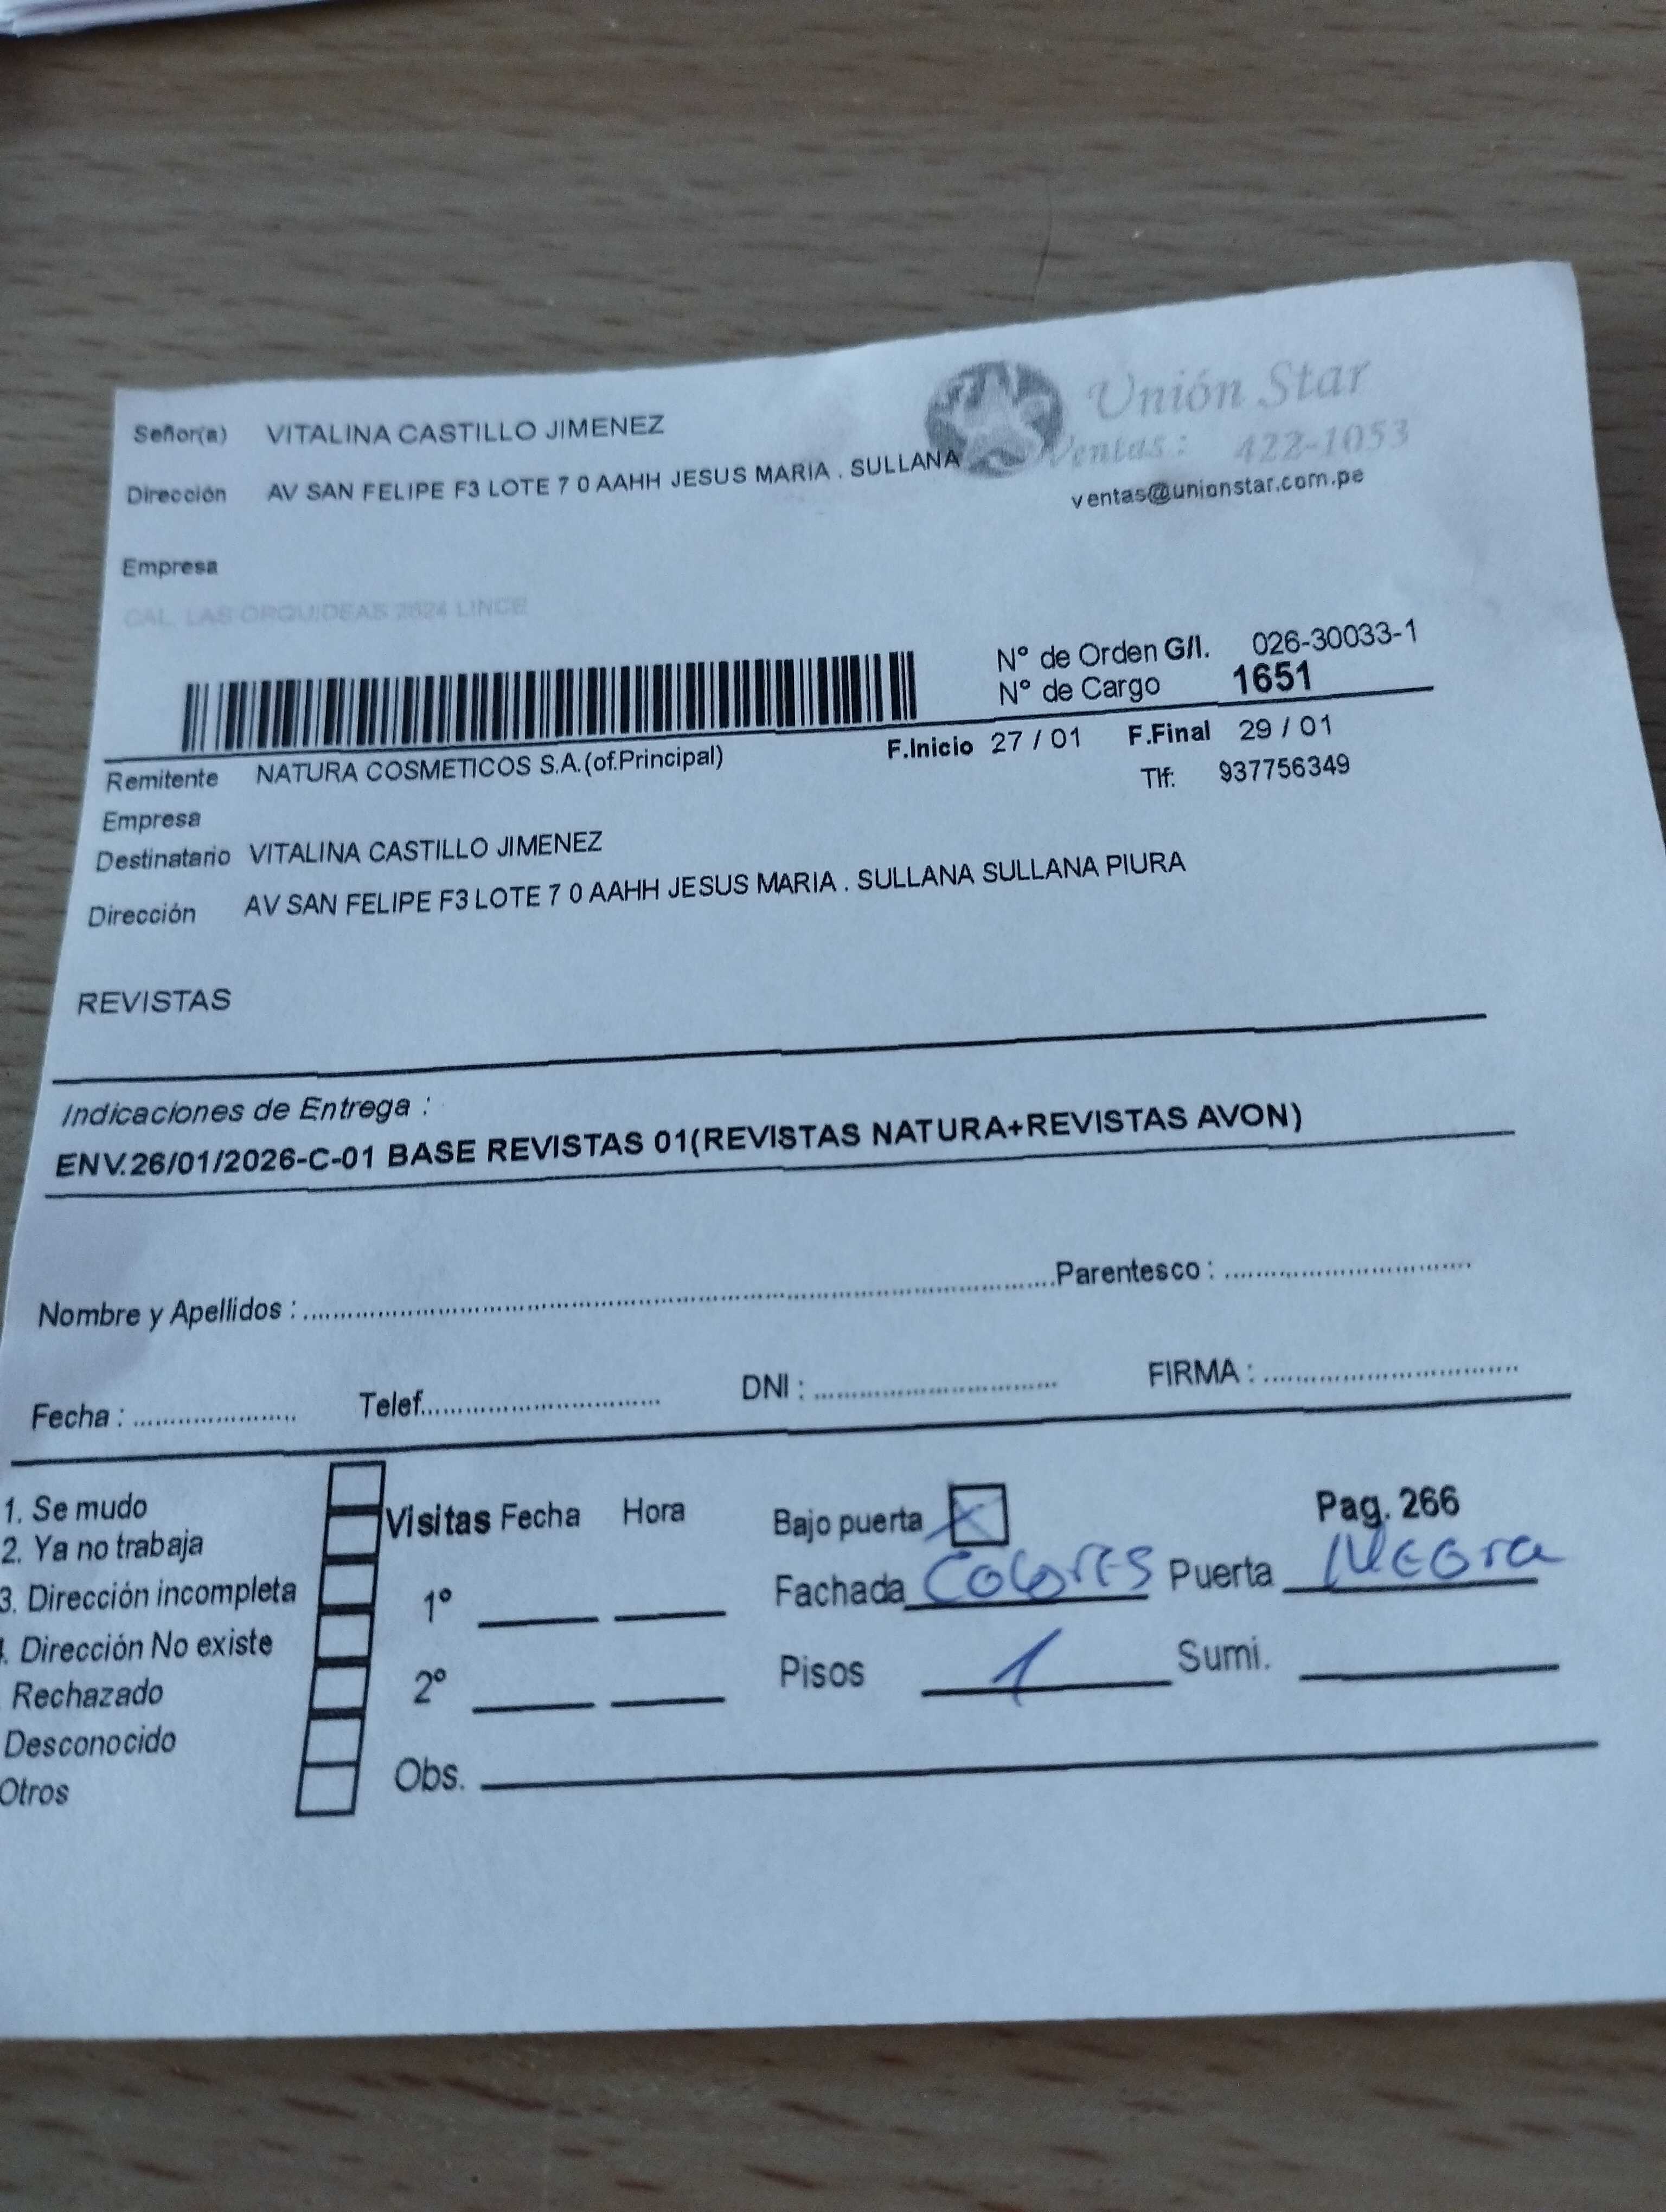 Unión Star
Señor(a) VITALINA CASTILLO JIMENEZ
Ventas: 422-1053
Dirección AV SAN FELIPE F3 LOTE 7 0 AAHH JESUS MARIA . SULLANA
ventas@unionstar.com.pe
Empresa
CAL. LAS ORQUIDEAS 2624 LINCE
Nº de Orden G/I. 026-30033-1
Nº de Cargo 1651
Remitente NATURA COSMETICOS S.A.(of.Principal) F.Inicio 27 / 01 F.Final 29 / 01
Empresa Tlf: 937756349
Destinatario VITALINA CASTILLO JIMENEZ
Dirección AV SAN FELIPE F3 LOTE 7 0 AAHH JESUS MARIA . SULLANA SULLANA PIURA
REVISTAS
Indicaciones de Entrega :
ENV.26/01/2026-C-01 BASE REVISTAS 01(REVISTAS NATURA+REVISTAS AVON)
Nombre y Apellidos : Parentesco :
Fecha : Telef. DNI : FIRMA :
1. Se mudo
2. Ya no trabaja
3. Dirección incompleta
. Dirección No existe
Rechazado
Desconocido
Otros
Visitas Fecha Hora
1º
2º
Obs.
Bajo puerta X Pag. 266
Fachada Colores Puerta Negra
Pisos 1 Sumi.